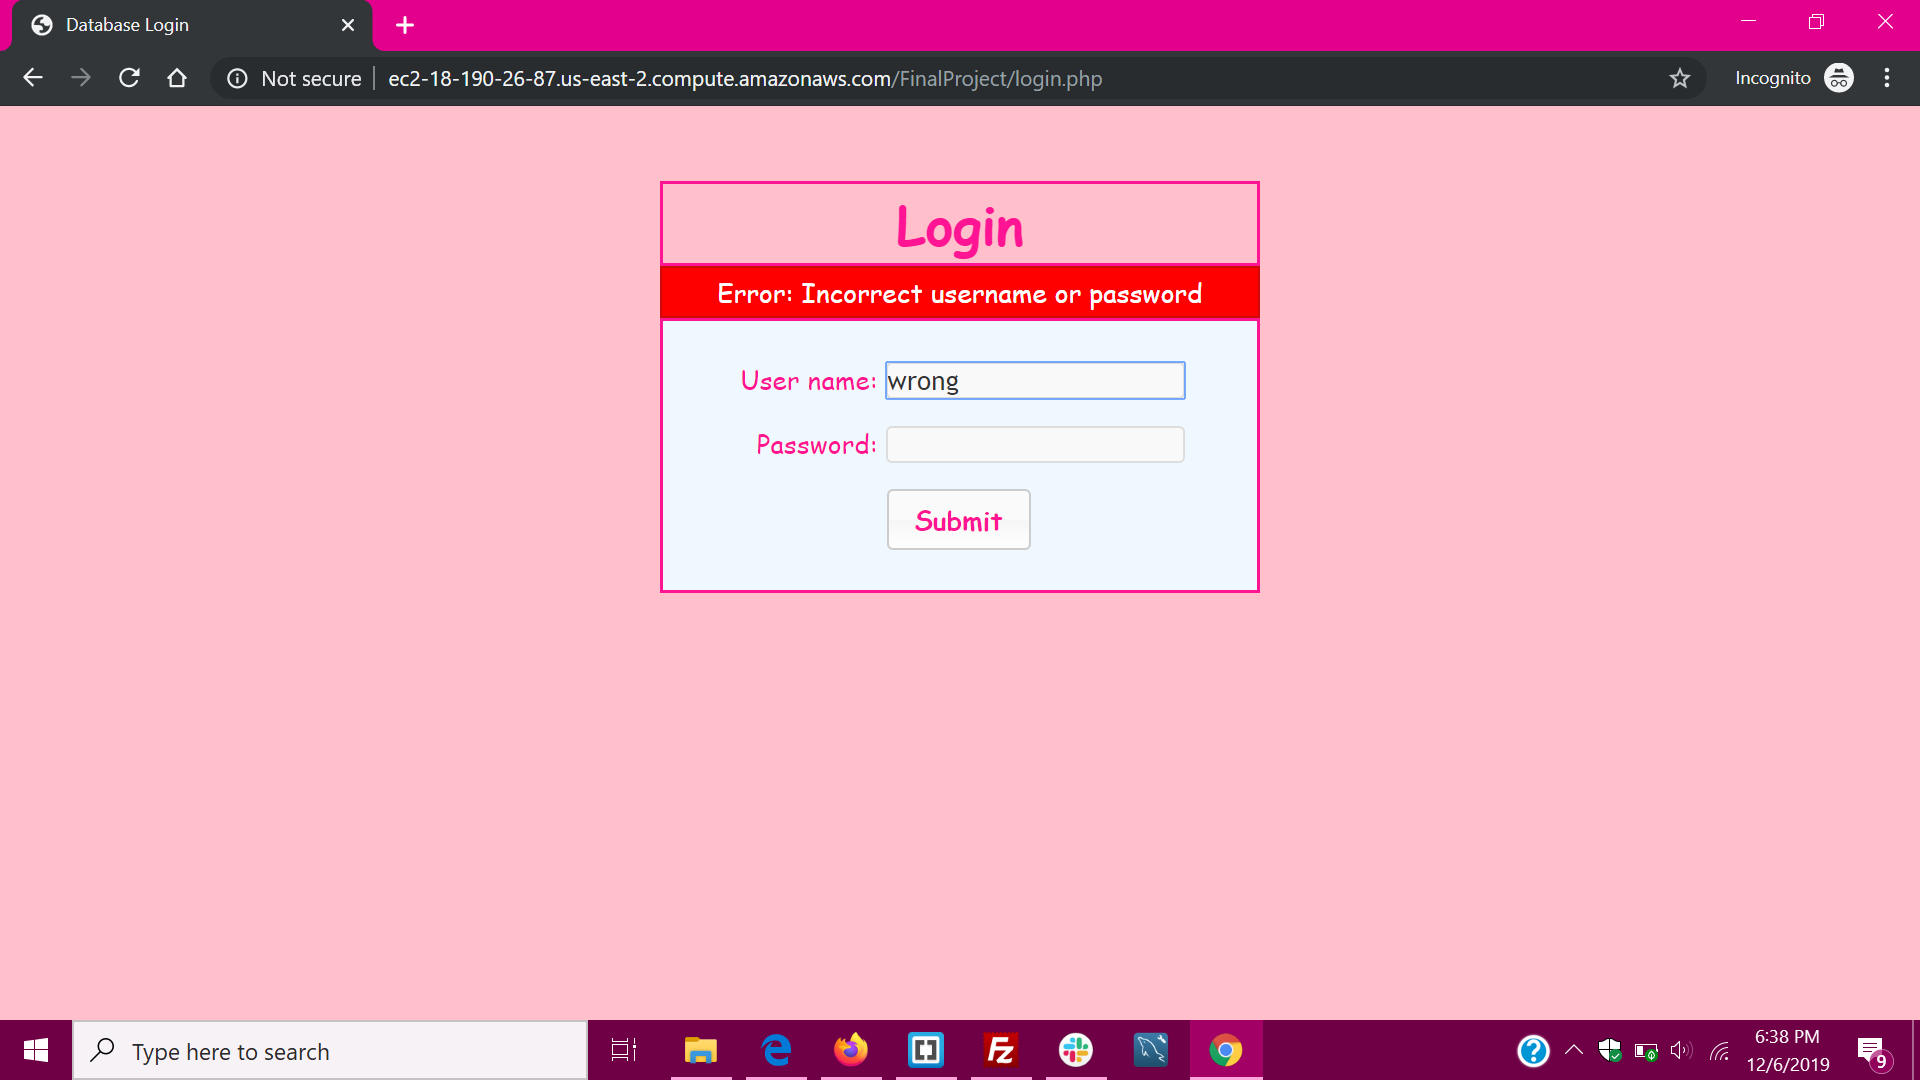 Database Login
Not secure
ec2-18-190-26-87.us-east-2.compute.amazonaws.com/FinalProject/login.php
Incognito
Login
Error: Incorrect username or password
User name: wrong
Password:
Submit
Type here to search
Fz
6:38 PM
12/6/2019
9